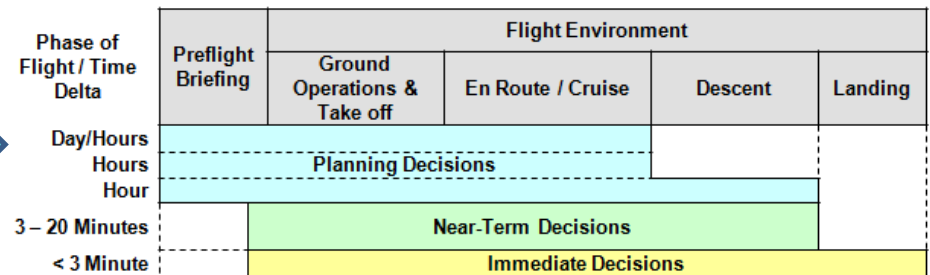 Phase of
Flight / Time
Delta
Preflight
Briefing
Flight Environment
Ground
Operations &
Take off
En Route / Cruise
Descent
Landing
Day/Hours
Hours
Planning Decisions
Hour
3 – 20 Minutes
Near-Term Decisions
< 3 Minute
Immediate Decisions